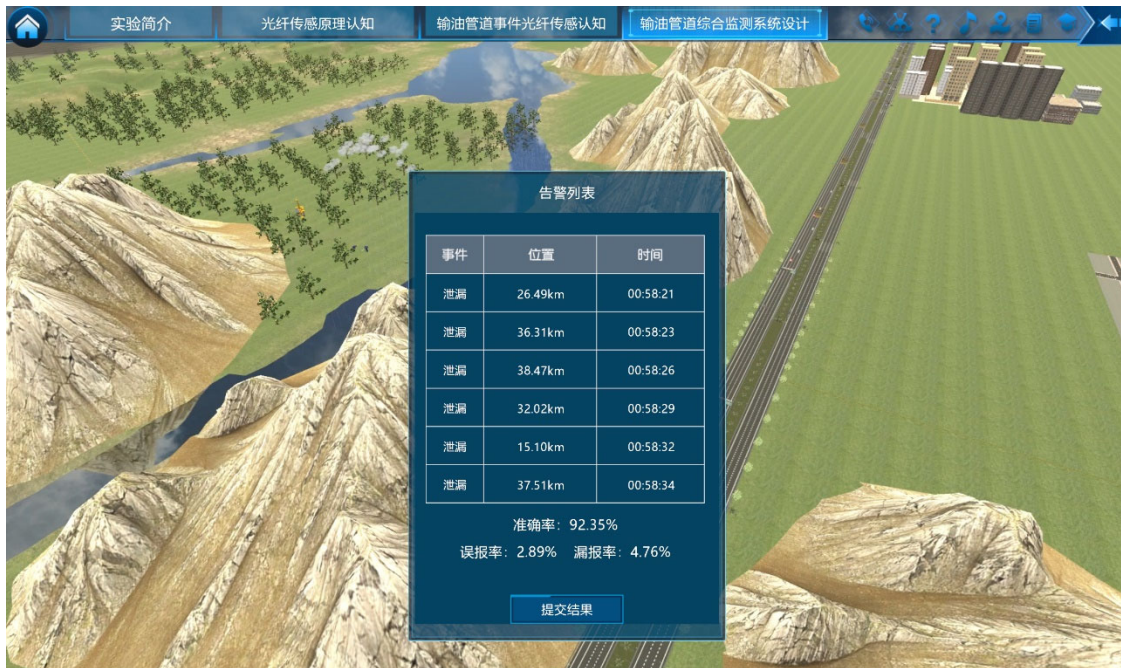 实验简介 光纤传感原理认知 输油管道事件光纤传感认知 输油管道综合监测系统设计 ?
告警列表
事件 位置 时间
泄漏 26.49km 00:58:21
泄漏 36.31km 00:58:23
泄漏 38.47km 00:58:26
泄漏 32.02km 00:58:29
泄漏 15.10km 00:58:32
泄漏 37.51km 00:58:34
准确率：92.35%
误报率：2.89% 漏报率：4.76%
提交结果